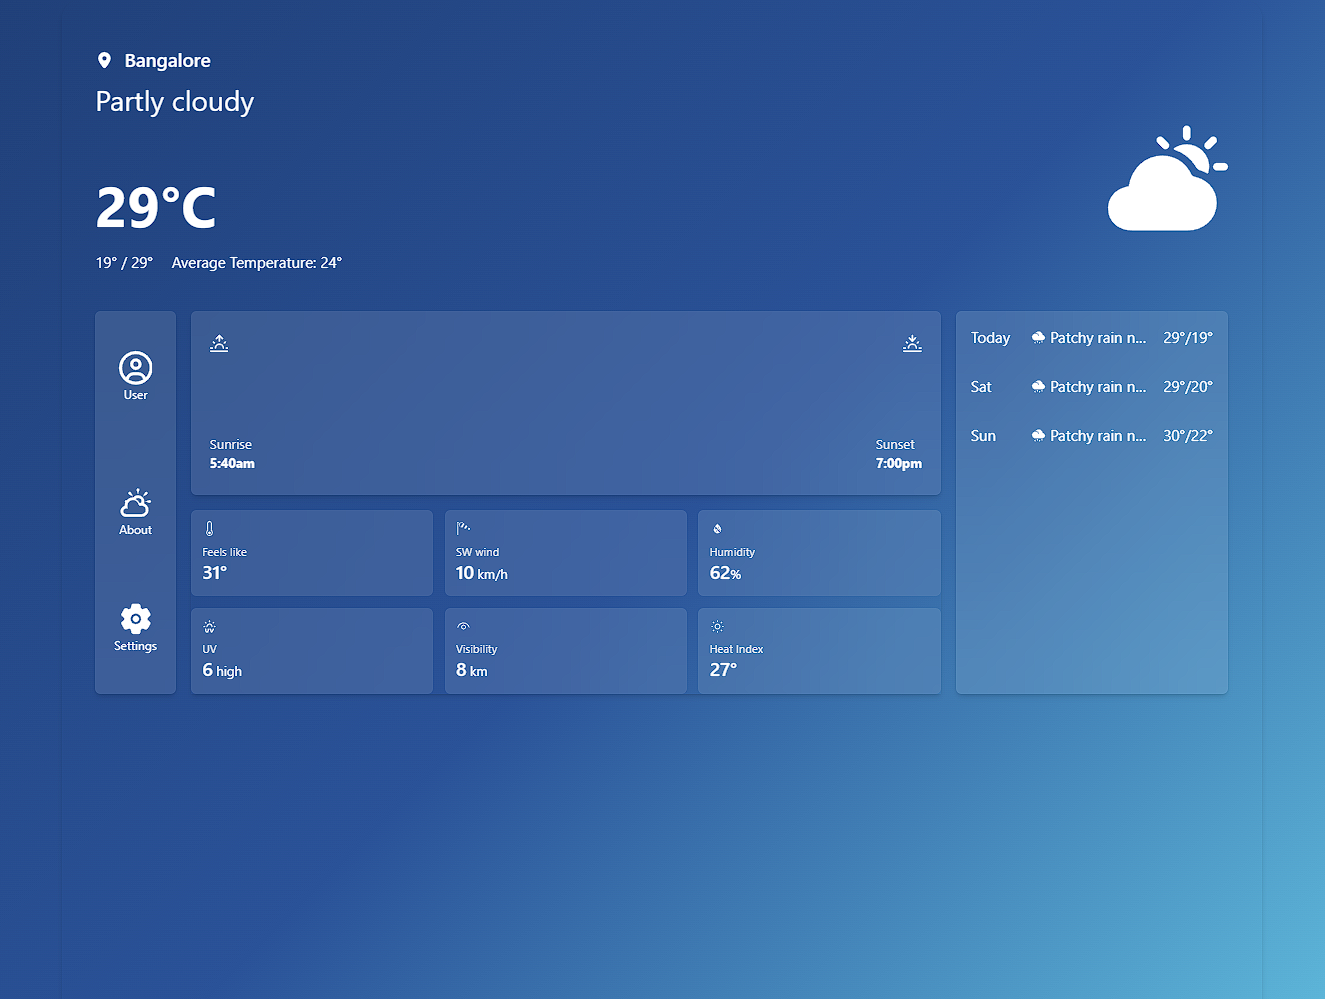 Bangalore
Partly cloudy
29°C
19° / 29° Average Temperature: 24°
User
About
Settings
Sunrise
5:40am
Sunset
7:00pm
Feels like
31°
SW wind
10 km/h
Humidity
62%
UV
6 high
Visibility
8 km
Heat Index
27°
Today Patchy rain n... 29°/19°
Sat Patchy rain n... 29°/20°
Sun Patchy rain n... 30°/22°